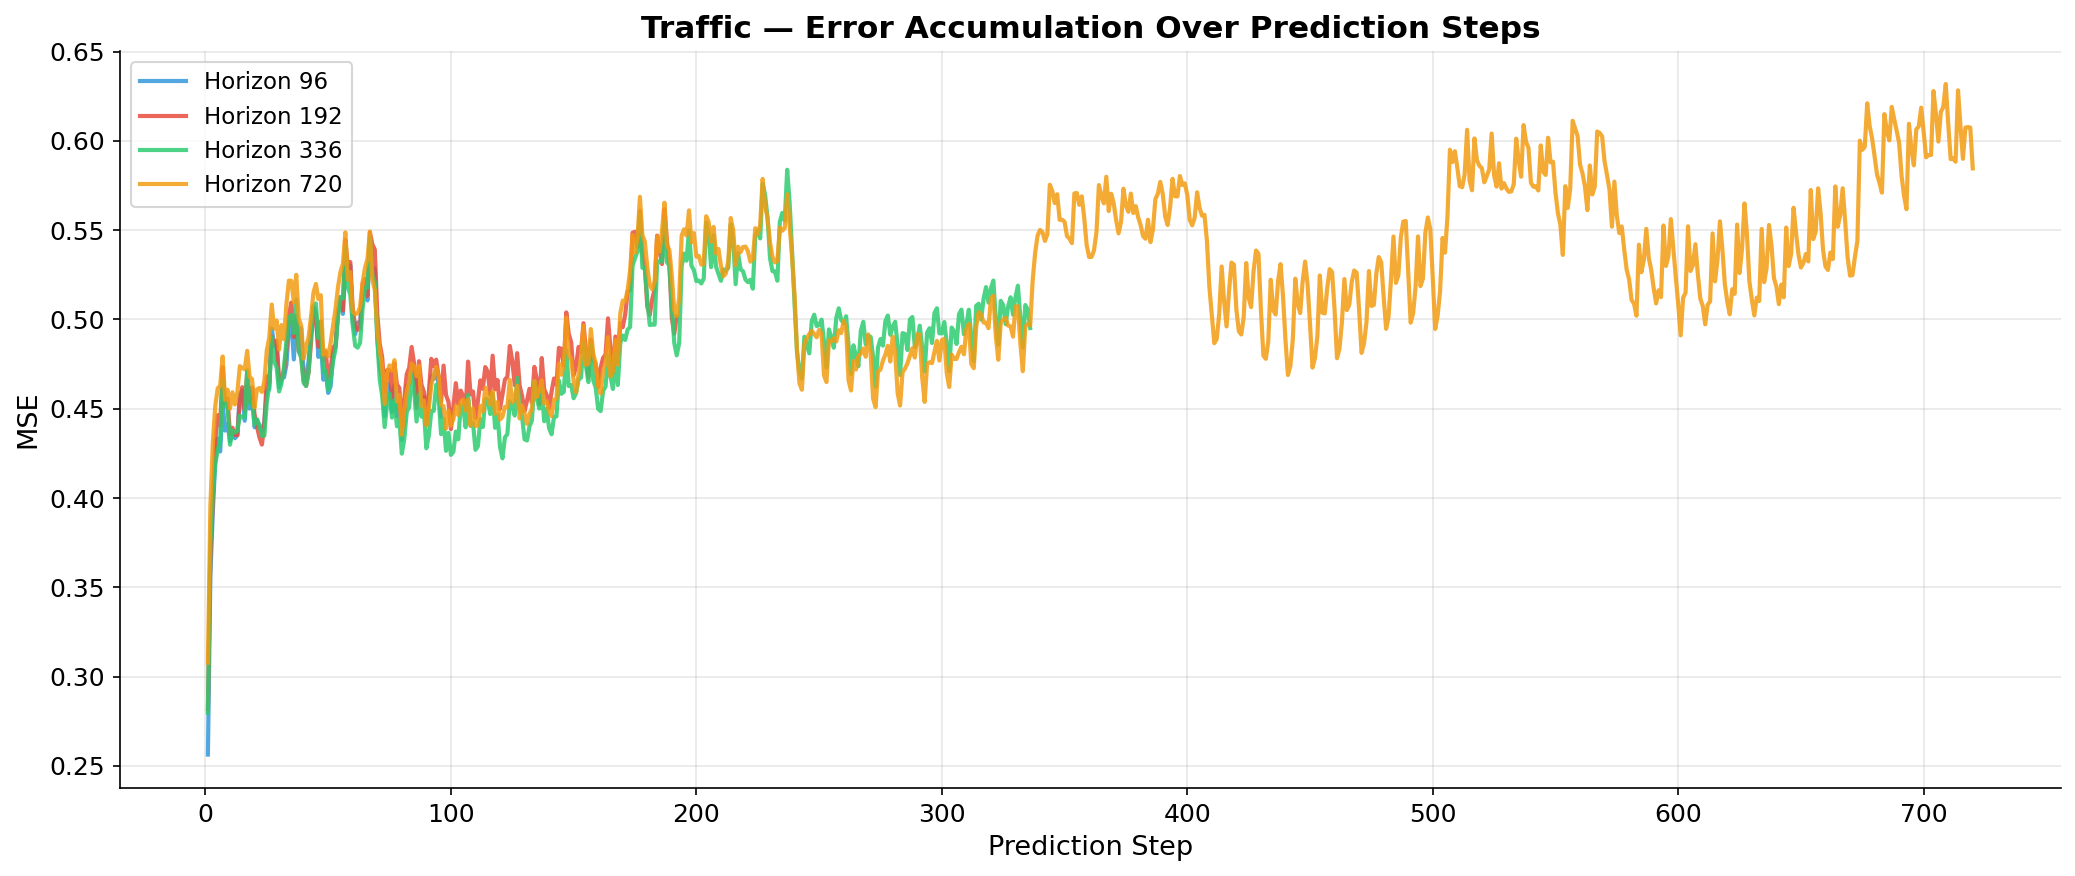 Traffic — Error Accumulation Over Prediction Steps
Horizon 96
Horizon 192
Horizon 336
Horizon 720
0.65
0.60
0.55
0.50
0.45
0.40
0.35
0.30
0.25
MSE
0 100 200 300 400 500 600 700
Prediction Step